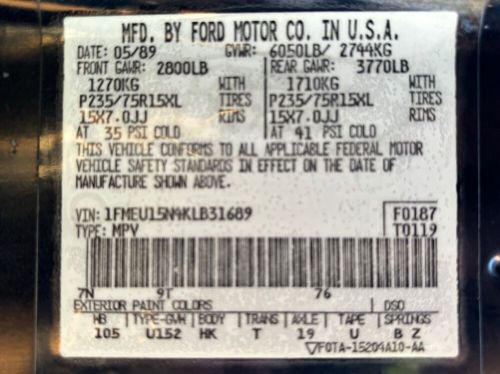 MFD. BY FORD MOTOR CO. IN U.S.A.
DATE: 05/89 GVWR: 6050LB/ 2744KG
FRONT GAWR: 2800LB REAR GAWR: 3770LB
1270KG WITH 1710KG WITH
P235/75R15XL TIRES P235/75R15XL TIRES
15X7.0JJ RIMS 15X7.0JJ RIMS
AT 35 PSI COLD AT 41 PSI COLD
THIS VEHICLE CONFORMS TO ALL APPLICABLE FEDERAL MOTOR
VEHICLE SAFETY STANDARDS IN EFFECT ON THE DATE OF
MANUFACTURE SHOWN ABOVE.
VIN: 1FMEU15N4KLB31689 F0187
TYPE: MPV T0119
7N 9T 76
EXTERIOR PAINT COLORS DSO
WB TYPE-GVW BODY TRANS AXLE TAPE SPRINGS
105 U152 HK T 19 U B Z
F0TA-15204A10-AA